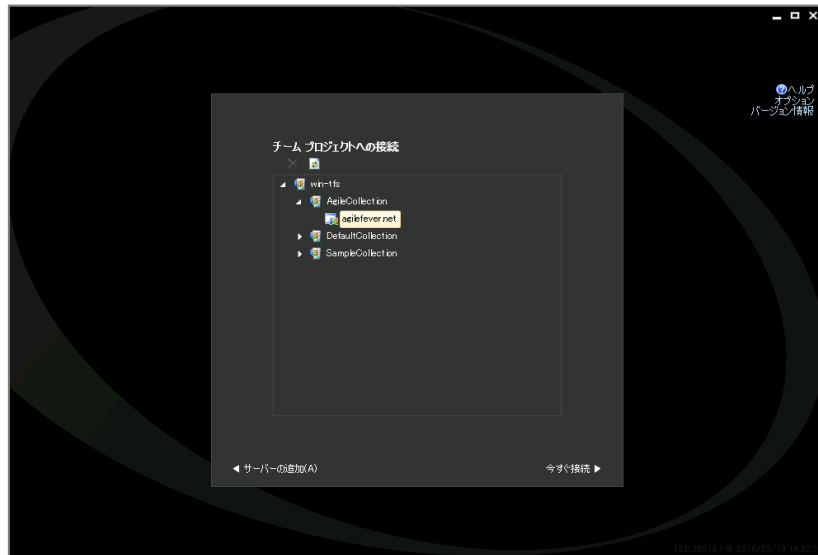 ヘルプ
オプション
バージョン情報
チーム プロジェクトへの接続
win-tfs
AgileCollection
agilefever.net
DefaultCollection
SampleCollection
サーバーの追加(A)
今すぐ接続